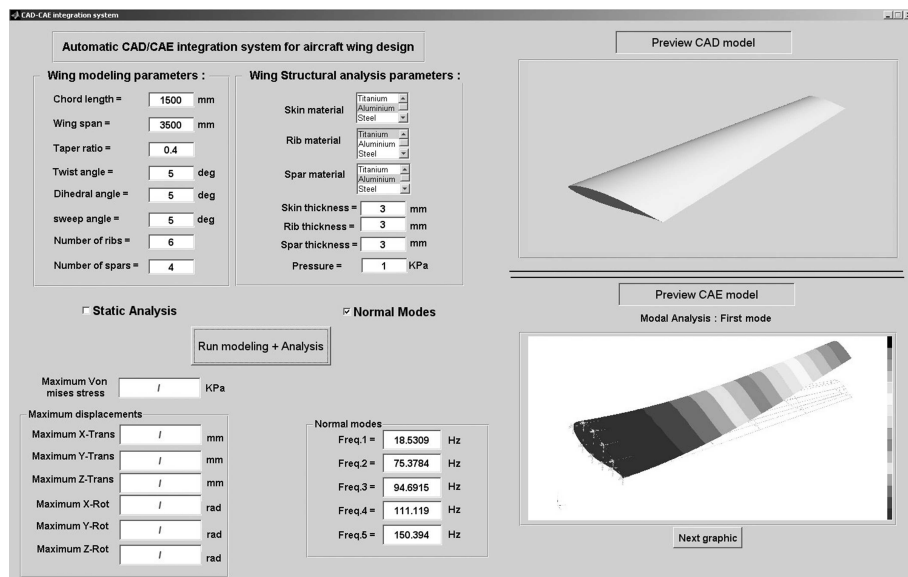 CAD-CAE integration system
Automatic CAD/CAE integration system for aircraft wing design
Wing modeling parameters :
Chord length = 1500 mm
Wing span = 3500 mm
Taper ratio = 0.4
Twist angle = 5 deg
Dihedral angle = 5 deg
sweep angle = 5 deg
Number of ribs = 6
Number of spars = 4
Wing Structural analysis parameters :
Skin material
Titanium
Aluminium
Steel
Rib material
Titanium
Aluminium
Steel
Spar material
Titanium
Aluminium
Steel
Skin thickness = 3 mm
Rib thickness = 3 mm
Spar thickness = 3 mm
Pressure = 1 KPa
Static Analysis
Normal Modes
Run modeling + Analysis
Maximum Von
mises stress / KPa
Maximum displacements
Maximum X-Trans / mm
Maximum Y-Trans / mm
Maximum Z-Trans / mm
Maximum X-Rot / rad
Maximum Y-Rot / rad
Maximum Z-Rot / rad
Normal modes
Freq.1 = 18.5309 Hz
Freq.2 = 75.3784 Hz
Freq.3 = 94.6915 Hz
Freq.4 = 111.119 Hz
Freq.5 = 150.394 Hz
Preview CAD model
Preview CAE model
Modal Analysis : First mode
Next graphic